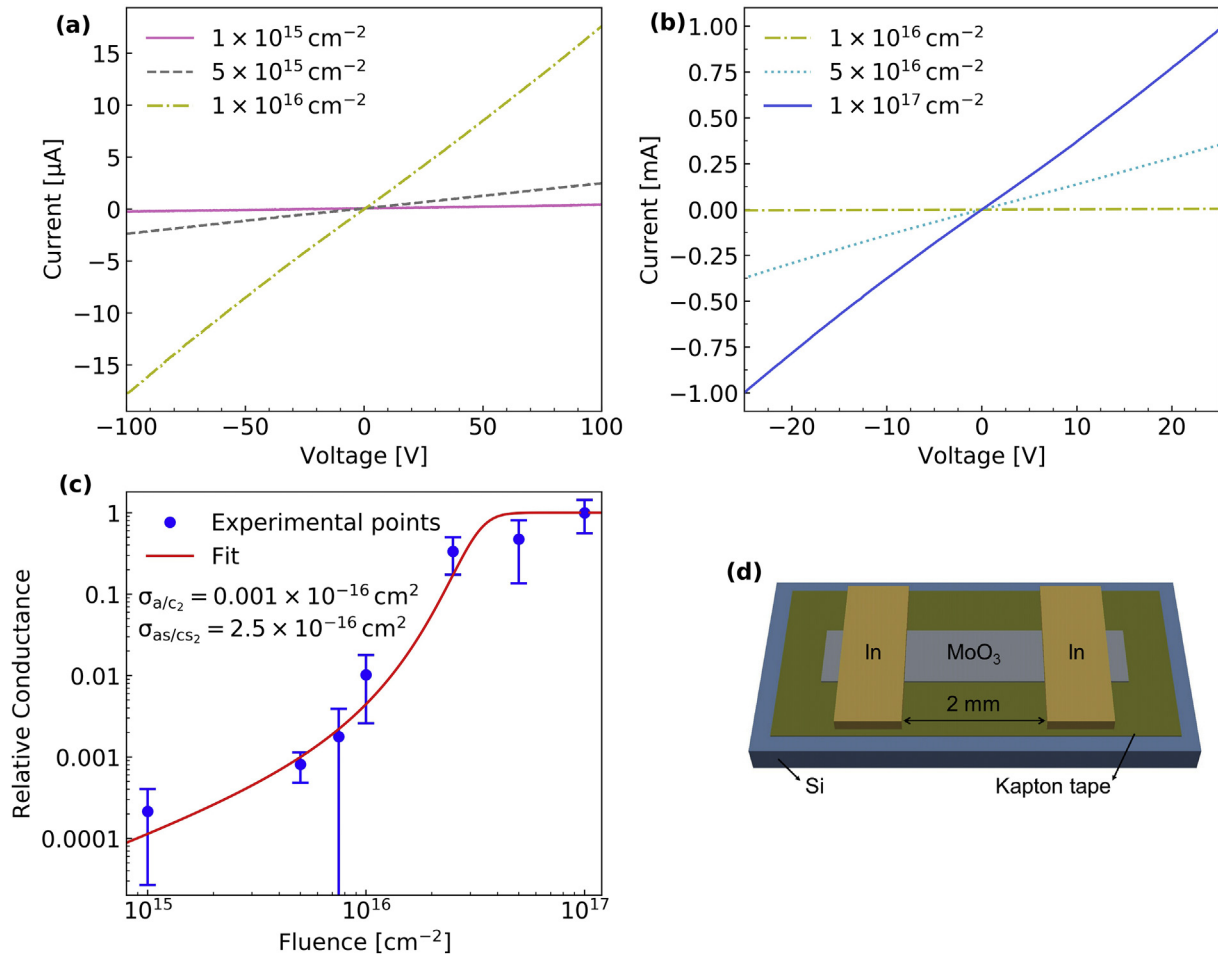 (a)
1 × 10¹⁵ cm⁻²
5 × 10¹⁵ cm⁻²
1 × 10¹⁶ cm⁻²
15
10
5
0
−5
−10
−15
Current [µA]
−100 −50 0 50 100
Voltage [V]
(b)
1 × 10¹⁶ cm⁻²
5 × 10¹⁶ cm⁻²
1 × 10¹⁷ cm⁻²
1.00
0.75
0.50
0.25
0.00
−0.25
−0.50
−0.75
−1.00
Current [mA]
−20 −10 0 10 20
Voltage [V]
(c)
Experimental points
Fit
σa/c₂ = 0.001 × 10⁻¹⁶ cm²
σas/cs₂ = 2.5 × 10⁻¹⁶ cm²
1
0.1
0.01
0.001
0.0001
Relative Conductance
10¹⁵ 10¹⁶ 10¹⁷
Fluence [cm⁻²]
(d)
In MoO₃ In
2 mm
Si Kapton tape